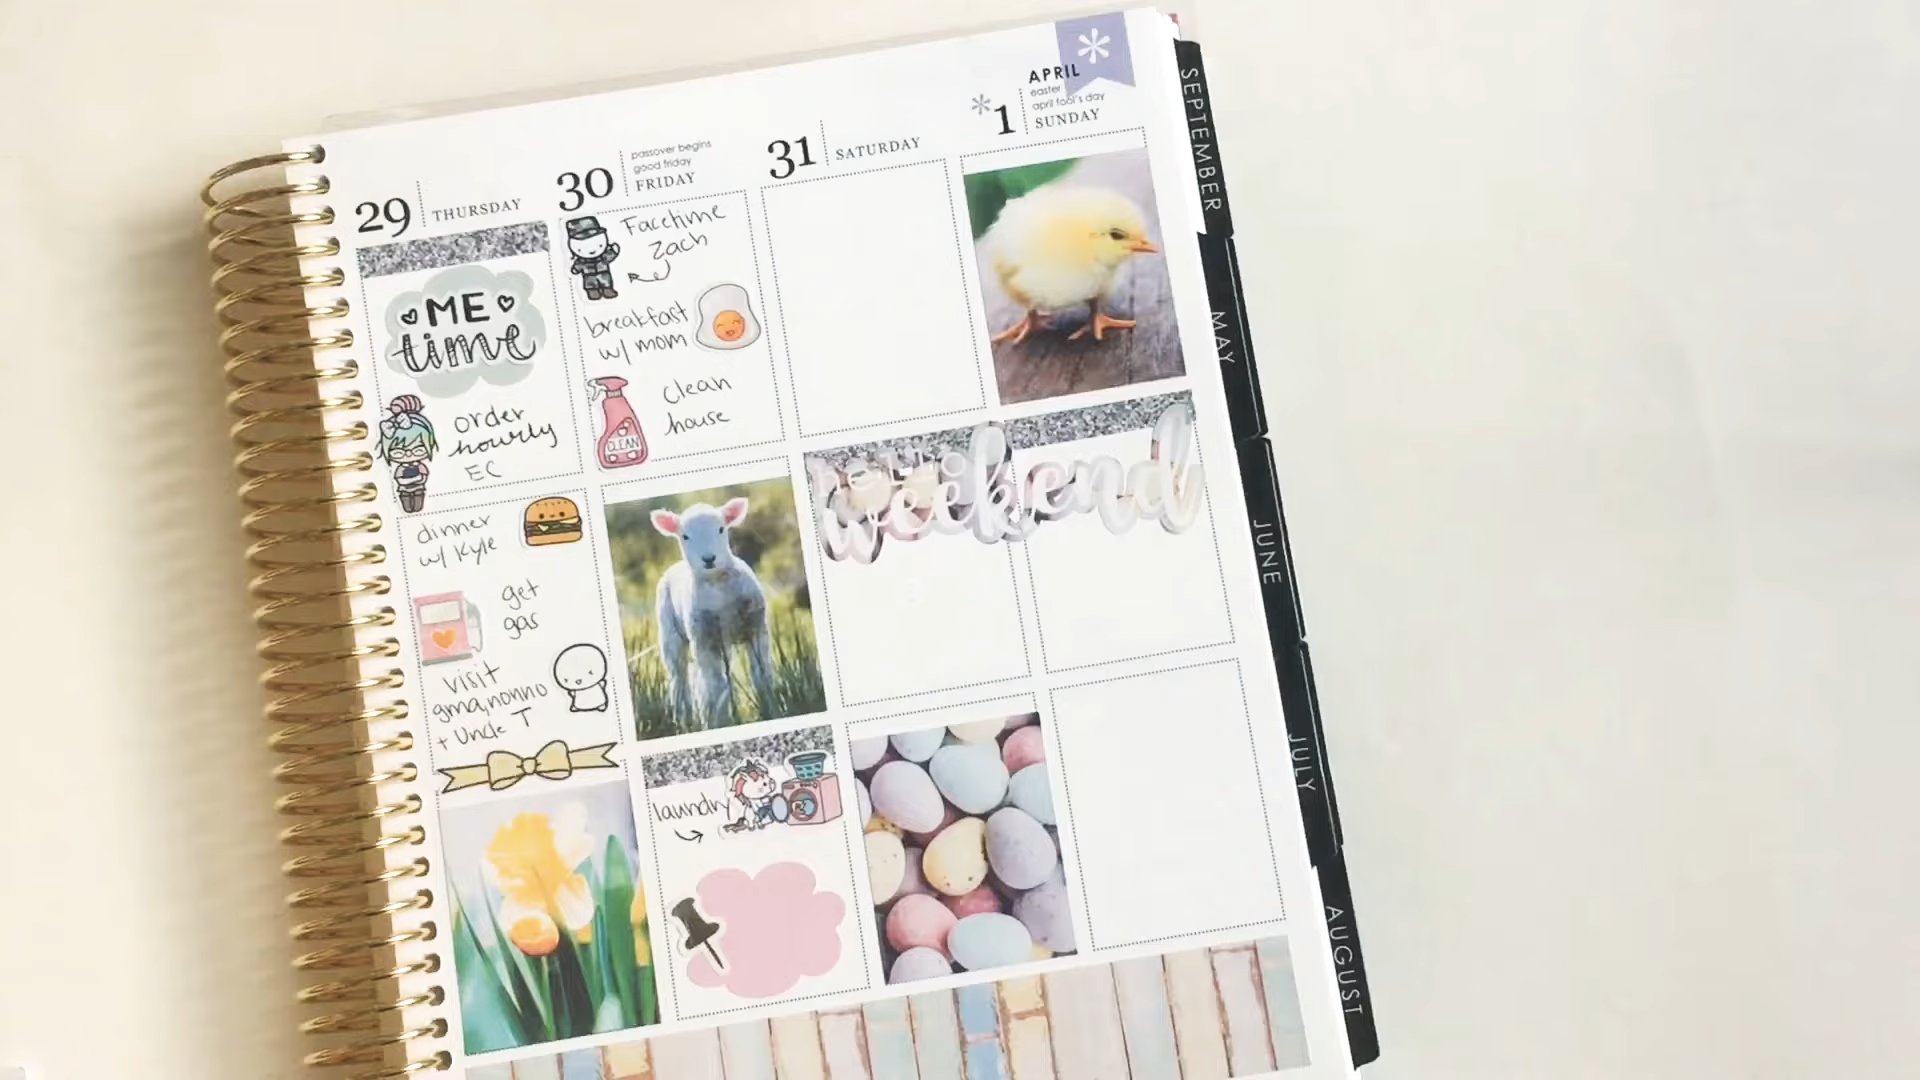 APRIL
easter
april fool's day
*1
SUNDAY
31
SATURDAY
passover begins
good friday
30
FRIDAY
29
THURSDAY
ME
time
order
hourly
EC
dinner
w/ Kyle
get
gas
visit
gma, nonno
+ Uncle T
Facetime
Zach
breakfast
w/ mom
CLEAN
Clean
house
laundry
hello
weekend
SEPTEMBER
MAY
JUNE
JULY
AUGUST